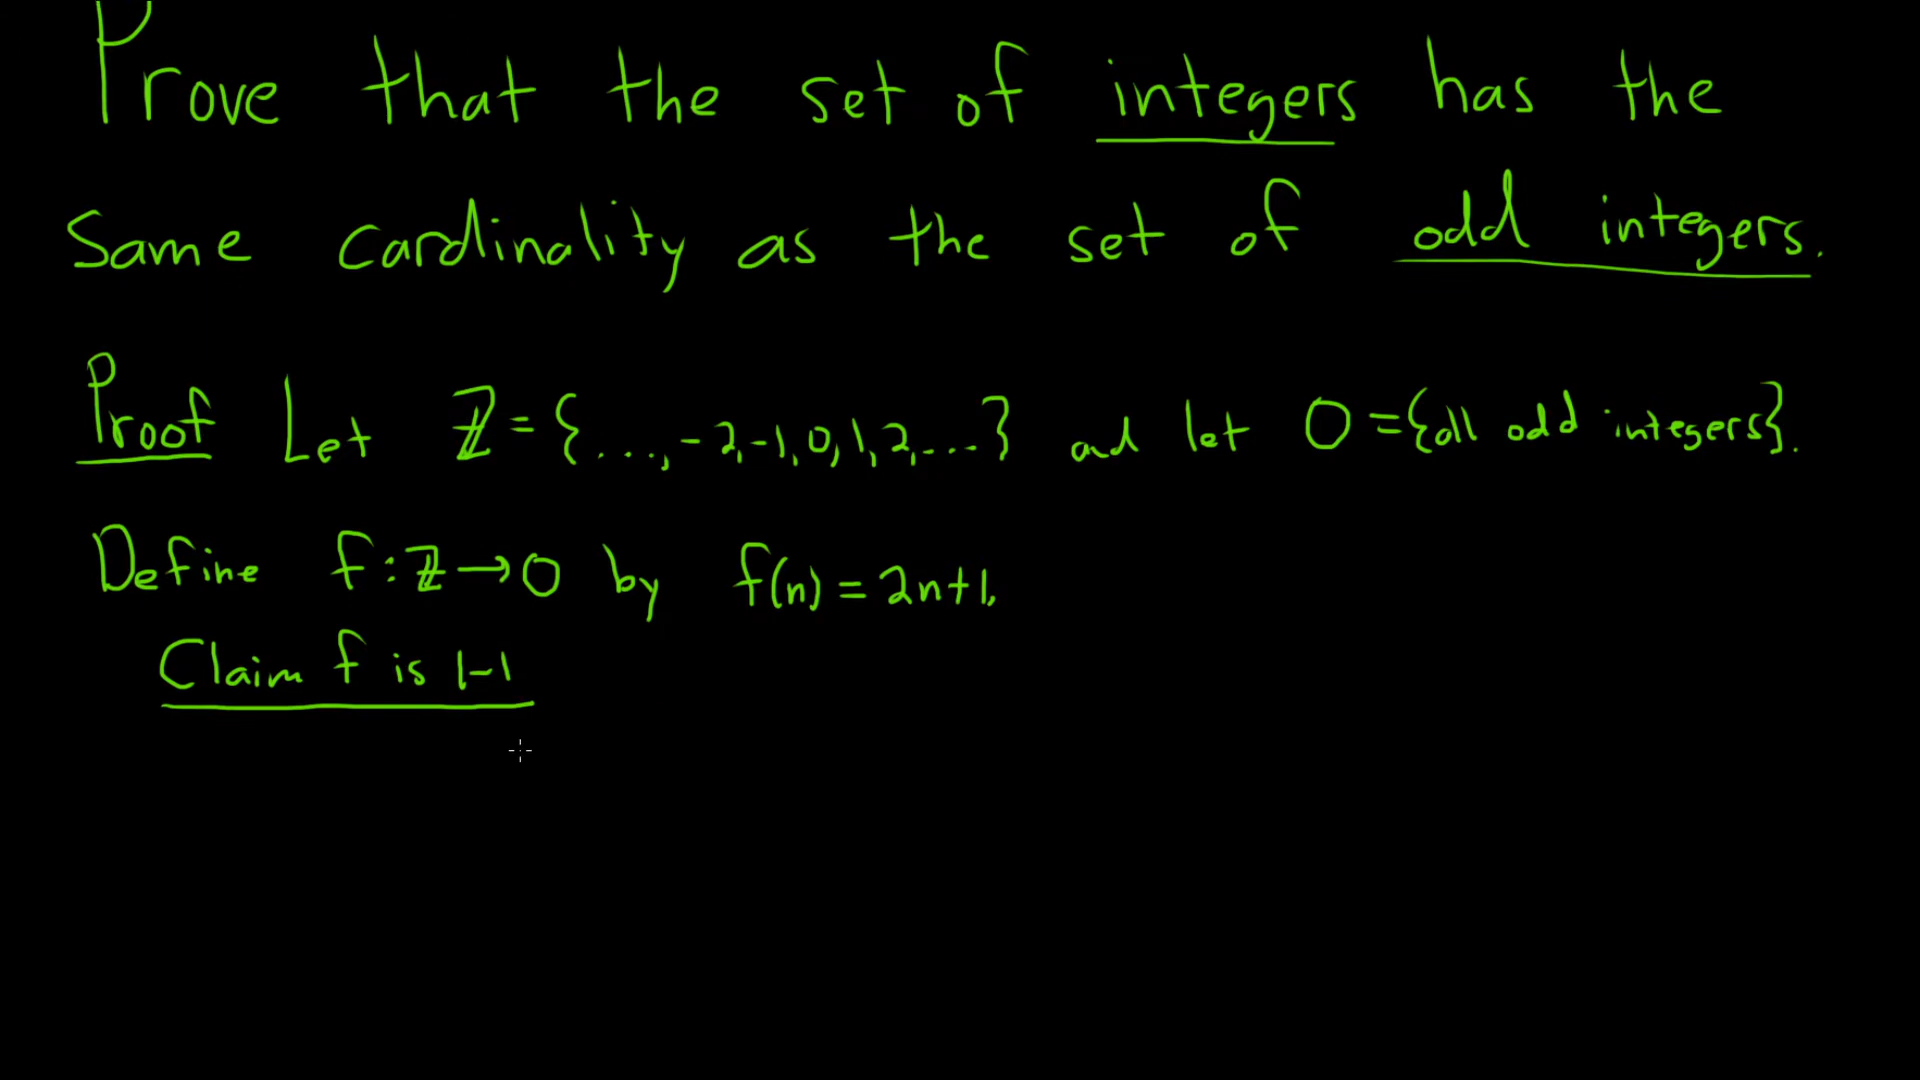 Prove that the set of integers has the
Same cardinality as the set of odd integers.
Proof Let ℤ = {..., -2, -1, 0, 1, 2, ...} and let O = {all odd integers}.
Define f: ℤ → O by f(n) = 2n+1.
Claim f is 1-1